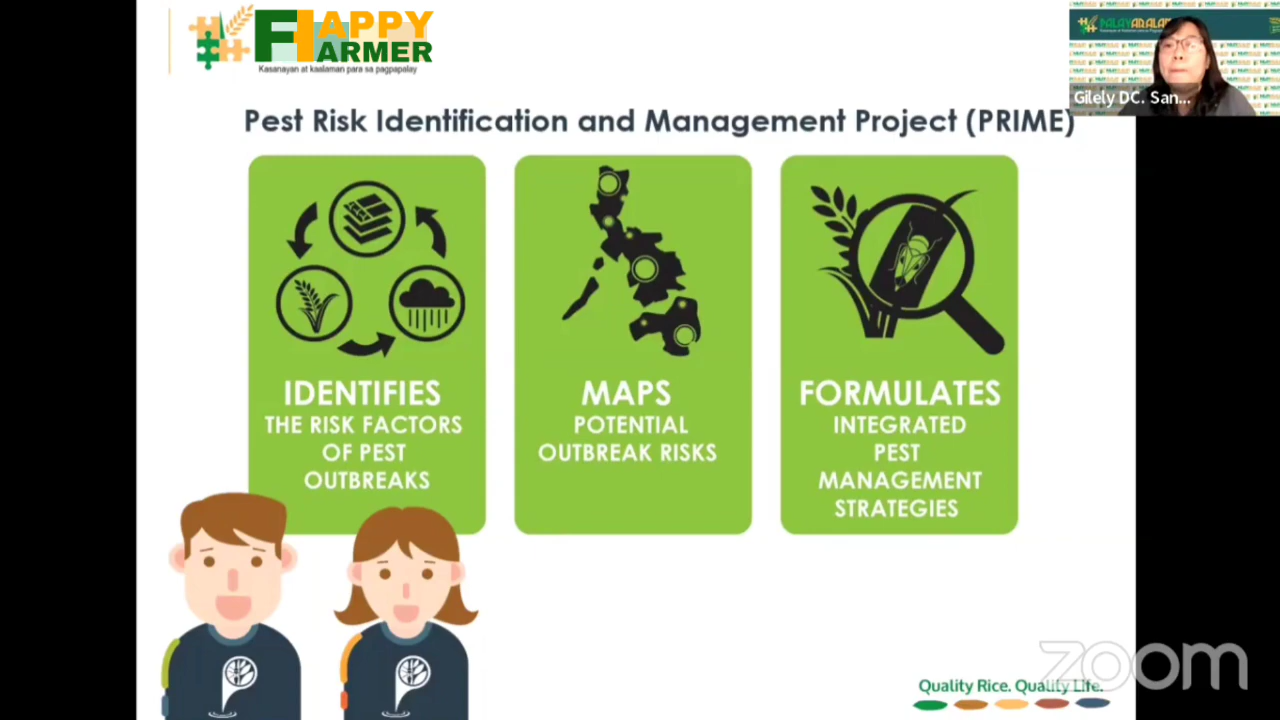 HAPPY
FARMER
Kasanayan at kaalaman para sa pagpapalay
PALAYARALAN
Gilely DC. San...
Pest Risk Identification and Management Project (PRIME)
IDENTIFIES
THE RISK FACTORS
OF PEST
OUTBREAKS
MAPS
POTENTIAL
OUTBREAK RISKS
FORMULATES
INTEGRATED
PEST
MANAGEMENT
STRATEGIES
Quality Rice. Quality Life.
zoom